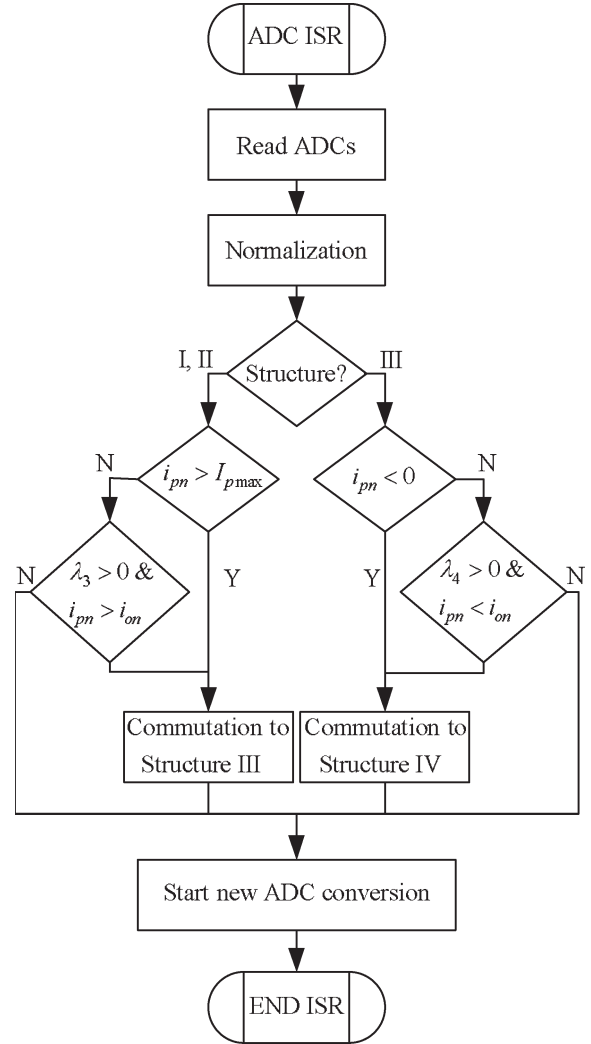 ADC ISR
Read ADCs
Normalization
I, II
Structure?
III
N
i_pn > I_pmax
i_pn < 0
N
N
λ_3 > 0 &
i_pn > i_on
Y
Y
λ_4 > 0 &
i_pn < i_on
N
Commutation to
Structure III
Commutation to
Structure IV
Start new ADC conversion
END ISR